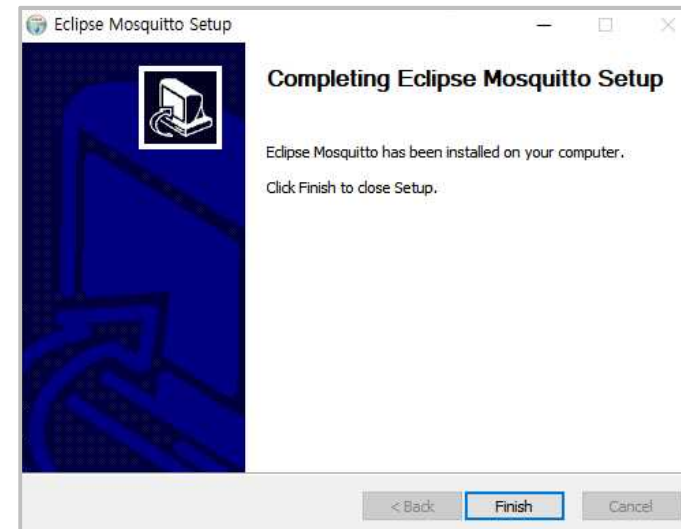 Eclipse Mosquitto Setup
Completing Eclipse Mosquitto Setup
Eclipse Mosquitto has been installed on your computer.
Click Finish to close Setup.
< Back
Finish
Cancel